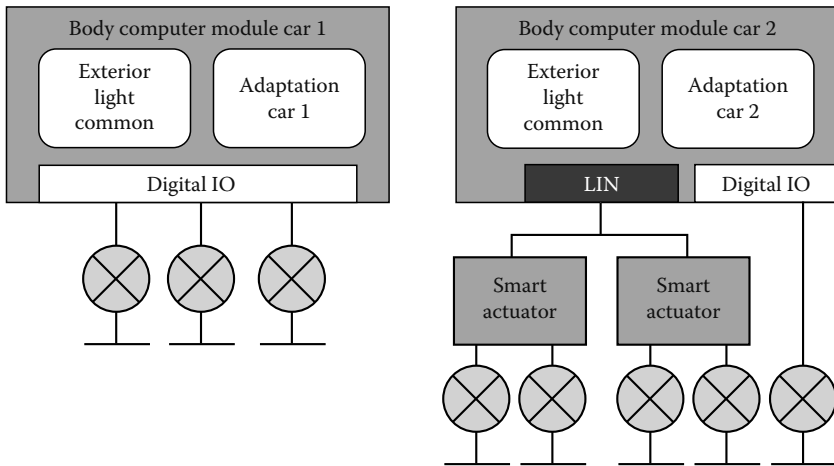 Body computer module car 1
Exterior
light
common
Adaptation
car 1
Digital IO
Body computer module car 2
Exterior
light
common
Adaptation
car 2
LIN
Digital IO
Smart
actuator
Smart
actuator